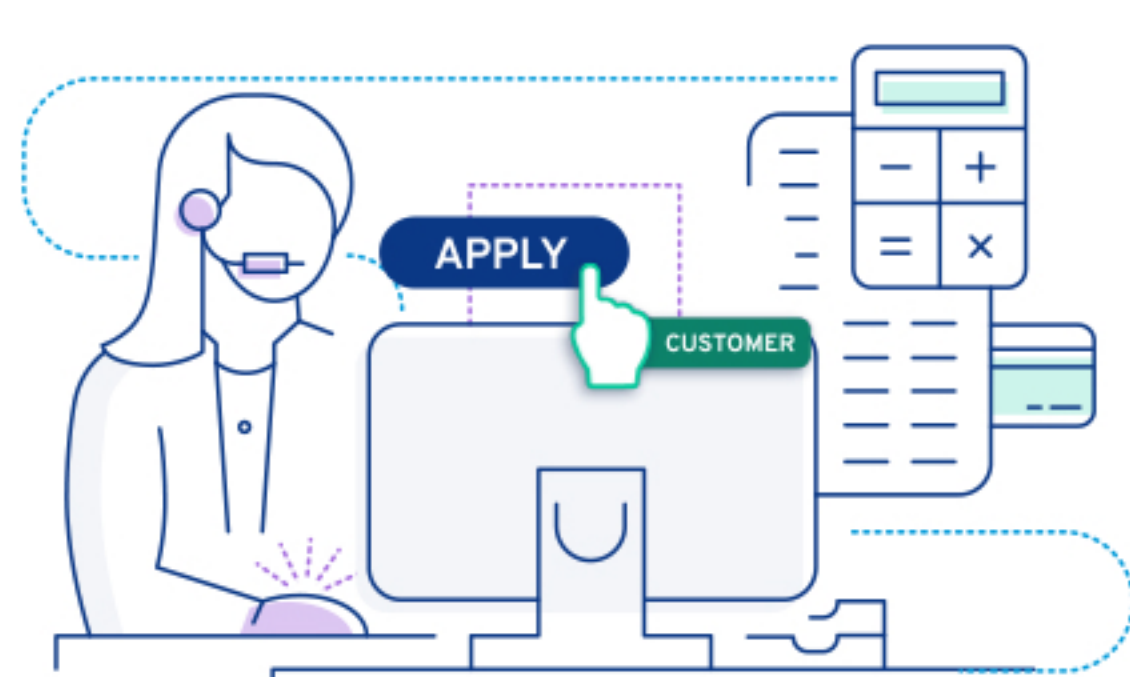 APPLY
CUSTOMER
− +
= ×